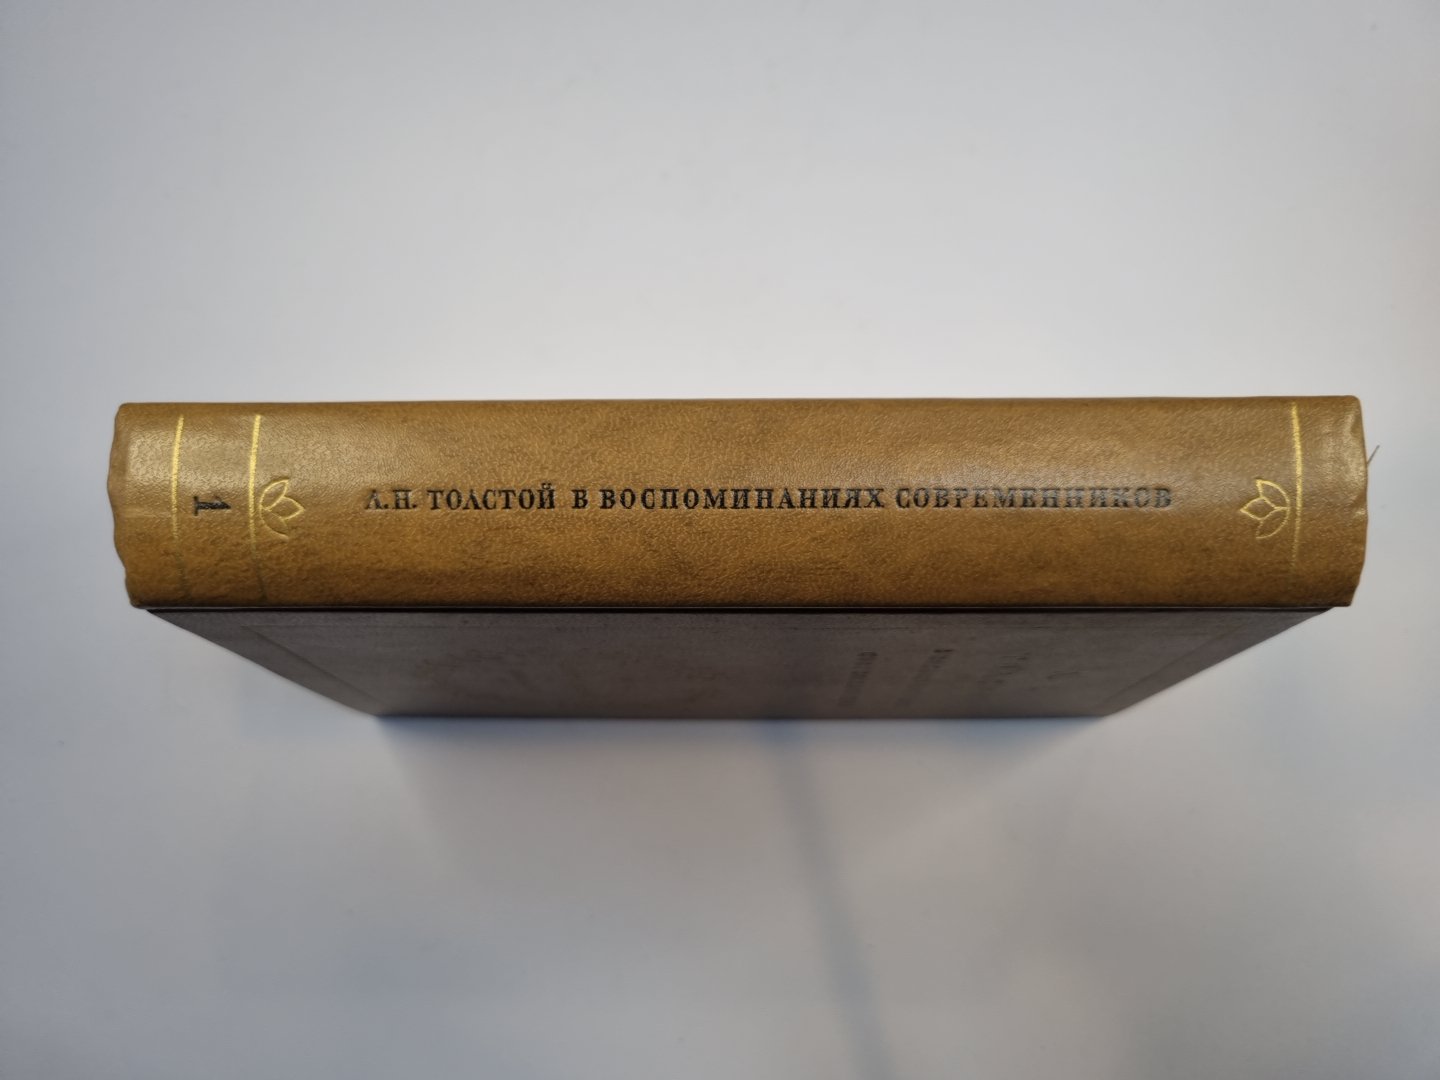 Л.Н. ТОЛСТОЙ В ВОСПОМИНАНИЯХ СОВРЕМЕННИКОВ
1